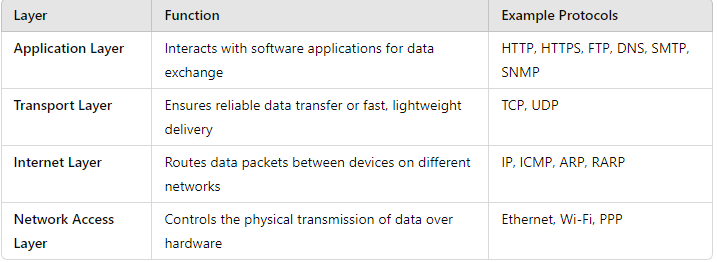 Layer Function Example Protocols
Application Layer Interacts with software applications for data HTTP, HTTPS, FTP, DNS, SMTP,
exchange SNMP
Transport Layer Ensures reliable data transfer or fast, lightweight TCP, UDP
delivery
Internet Layer Routes data packets between devices on different IP, ICMP, ARP, RARP
networks
Network Access Controls the physical transmission of data over Ethernet, Wi-Fi, PPP
Layer hardware